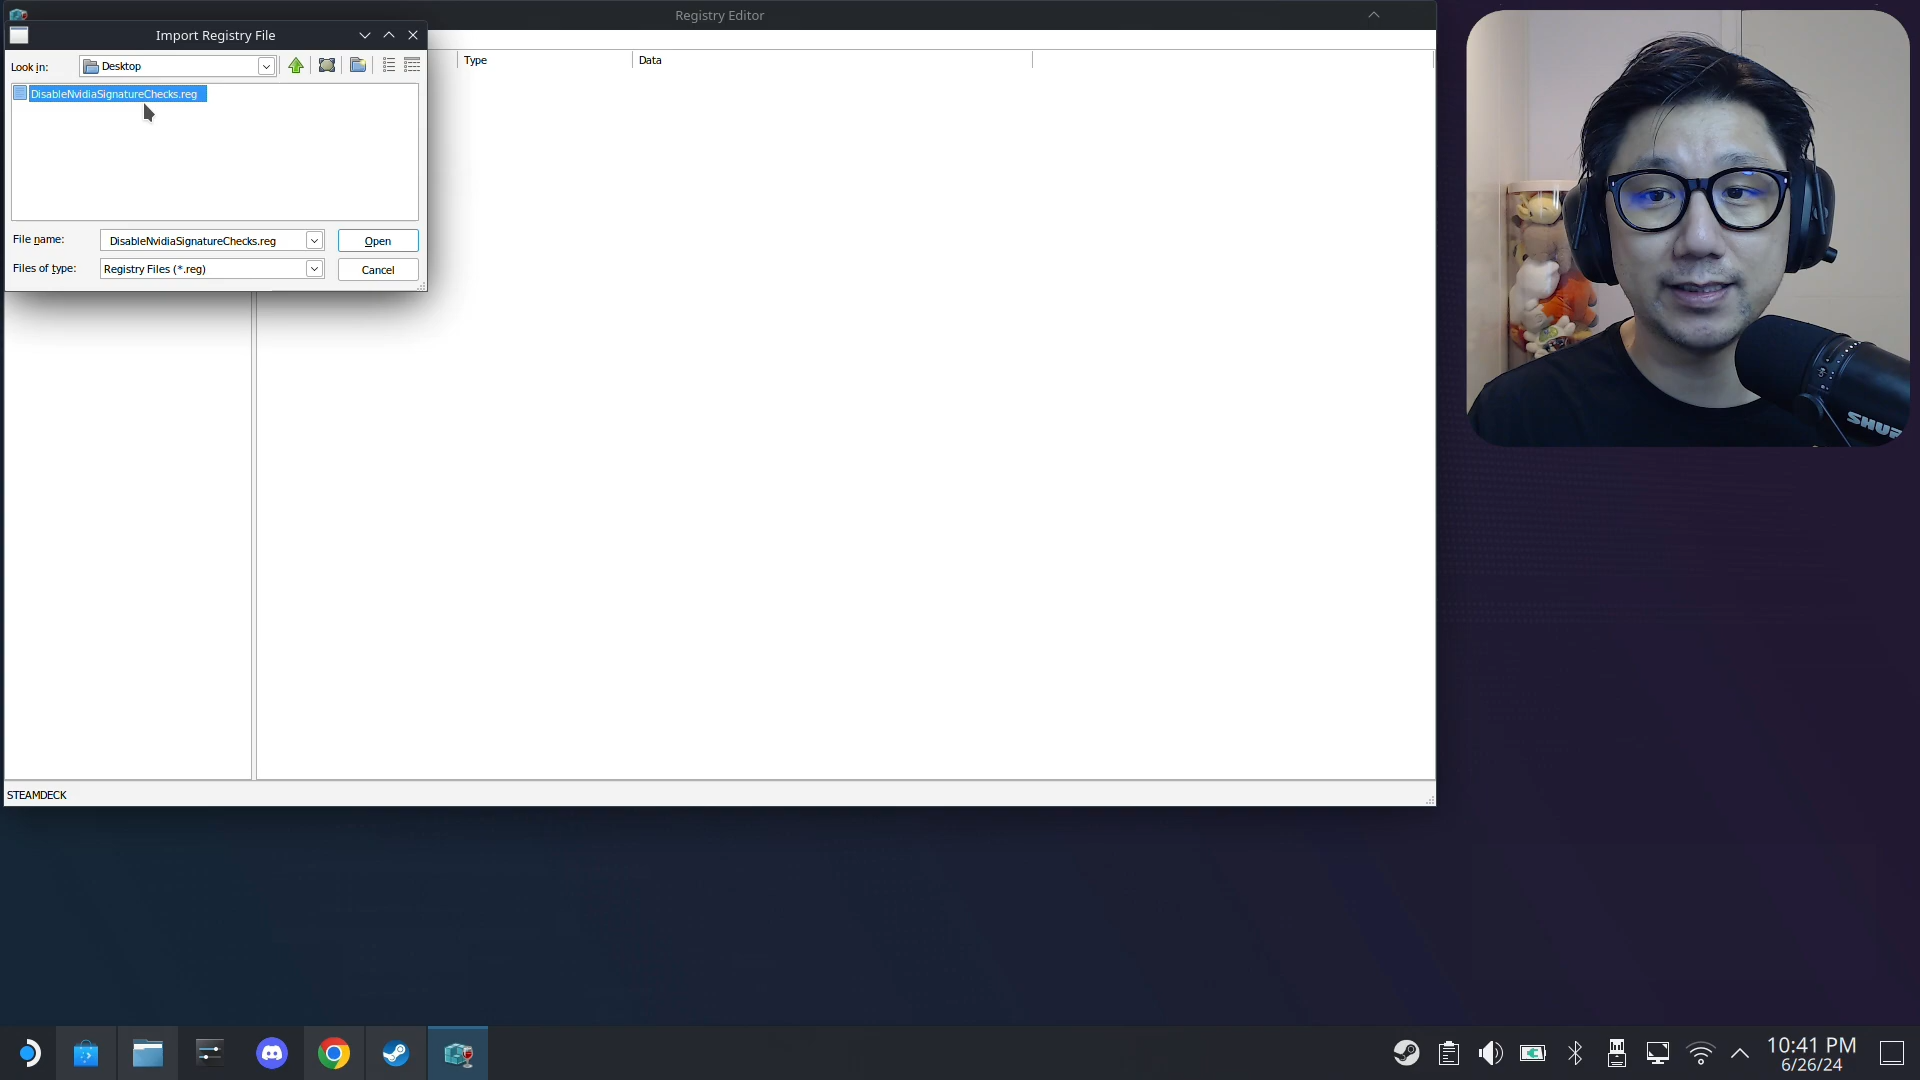 Registry Editor
Import Registry File
Look in:
Desktop
Type
Data
DisableNvidiaSignatureChecks.reg
File name:
DisableNvidiaSignatureChecks.reg
Open
Files of type:
Registry Files (*.reg)
Cancel
SHURE
STEAMDECK
10:41 PM
6/26/24